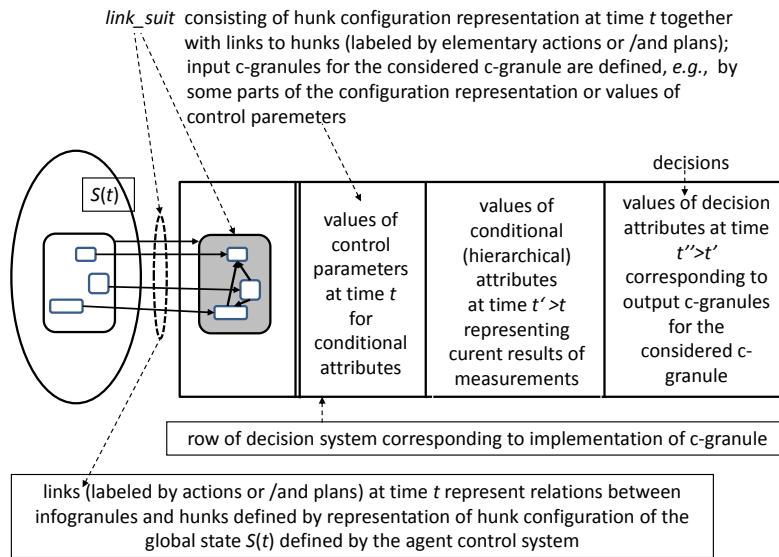 link_suit consisting of hunk configuration representation at time t together
with links to hunks (labeled by elementary actions or /and plans);
input c-granules for the considered c-granule are defined, e.g., by
some parts of the configuration representation or values of
control paremeters
decisions
S(t)
values of
control
parameters
at time t
for
conditional
attributes
values of
conditional
(hierarchical)
attributes
at time t‘ >t
representing
curent results of
measurements
values of decision
attributes at time
t’’>t’
corresponding to
output c-granules
for the
considered c-
granule
row of decision system corresponding to implementation of c-granule
links (labeled by actions or /and plans) at time t represent relations between
infogranules and hunks defined by representation of hunk configuration of the
global state S(t) defined by the agent control system